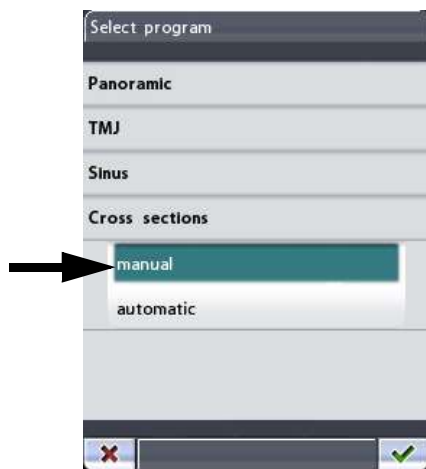 Select program
Panoramic
TMJ
Sinus
Cross sections
manual
automatic